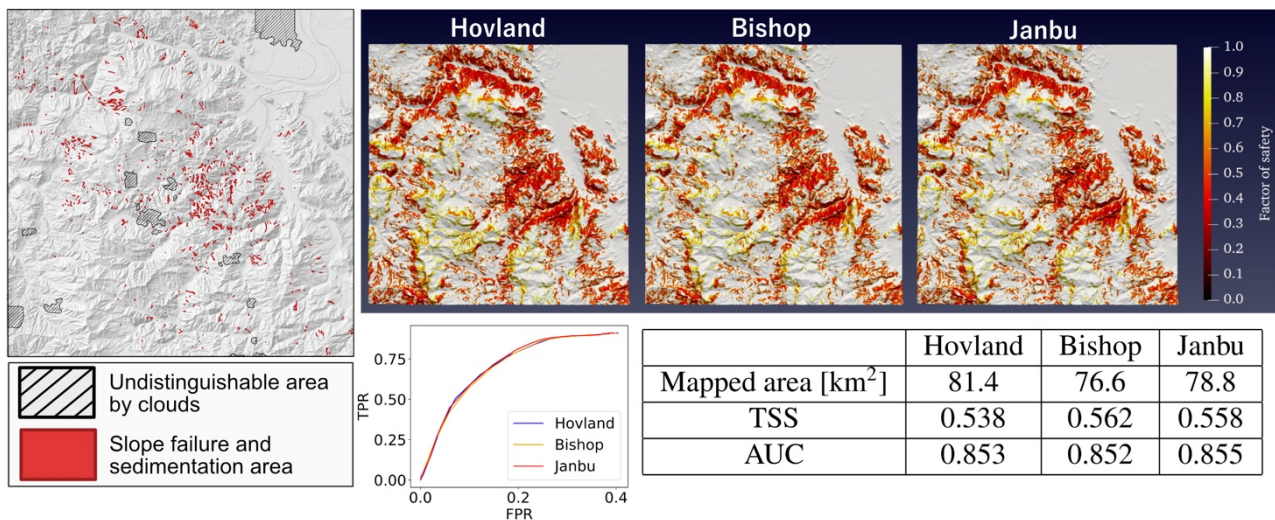 Hovland
Bishop
Janbu
1.0
0.9
0.8
0.7
0.6
0.5
0.4
0.3
0.2
0.1
0.0
Factor of safety
Undistinguishable area
by clouds
Slope failure and
sedimentation area
TPR
0.75
0.50
0.25
0.00
0.0
0.2
0.4
FPR
Hovland
Bishop
Janbu
Hovland Bishop Janbu
Mapped area [km²] 81.4 76.6 78.8
TSS 0.538 0.562 0.558
AUC 0.853 0.852 0.855